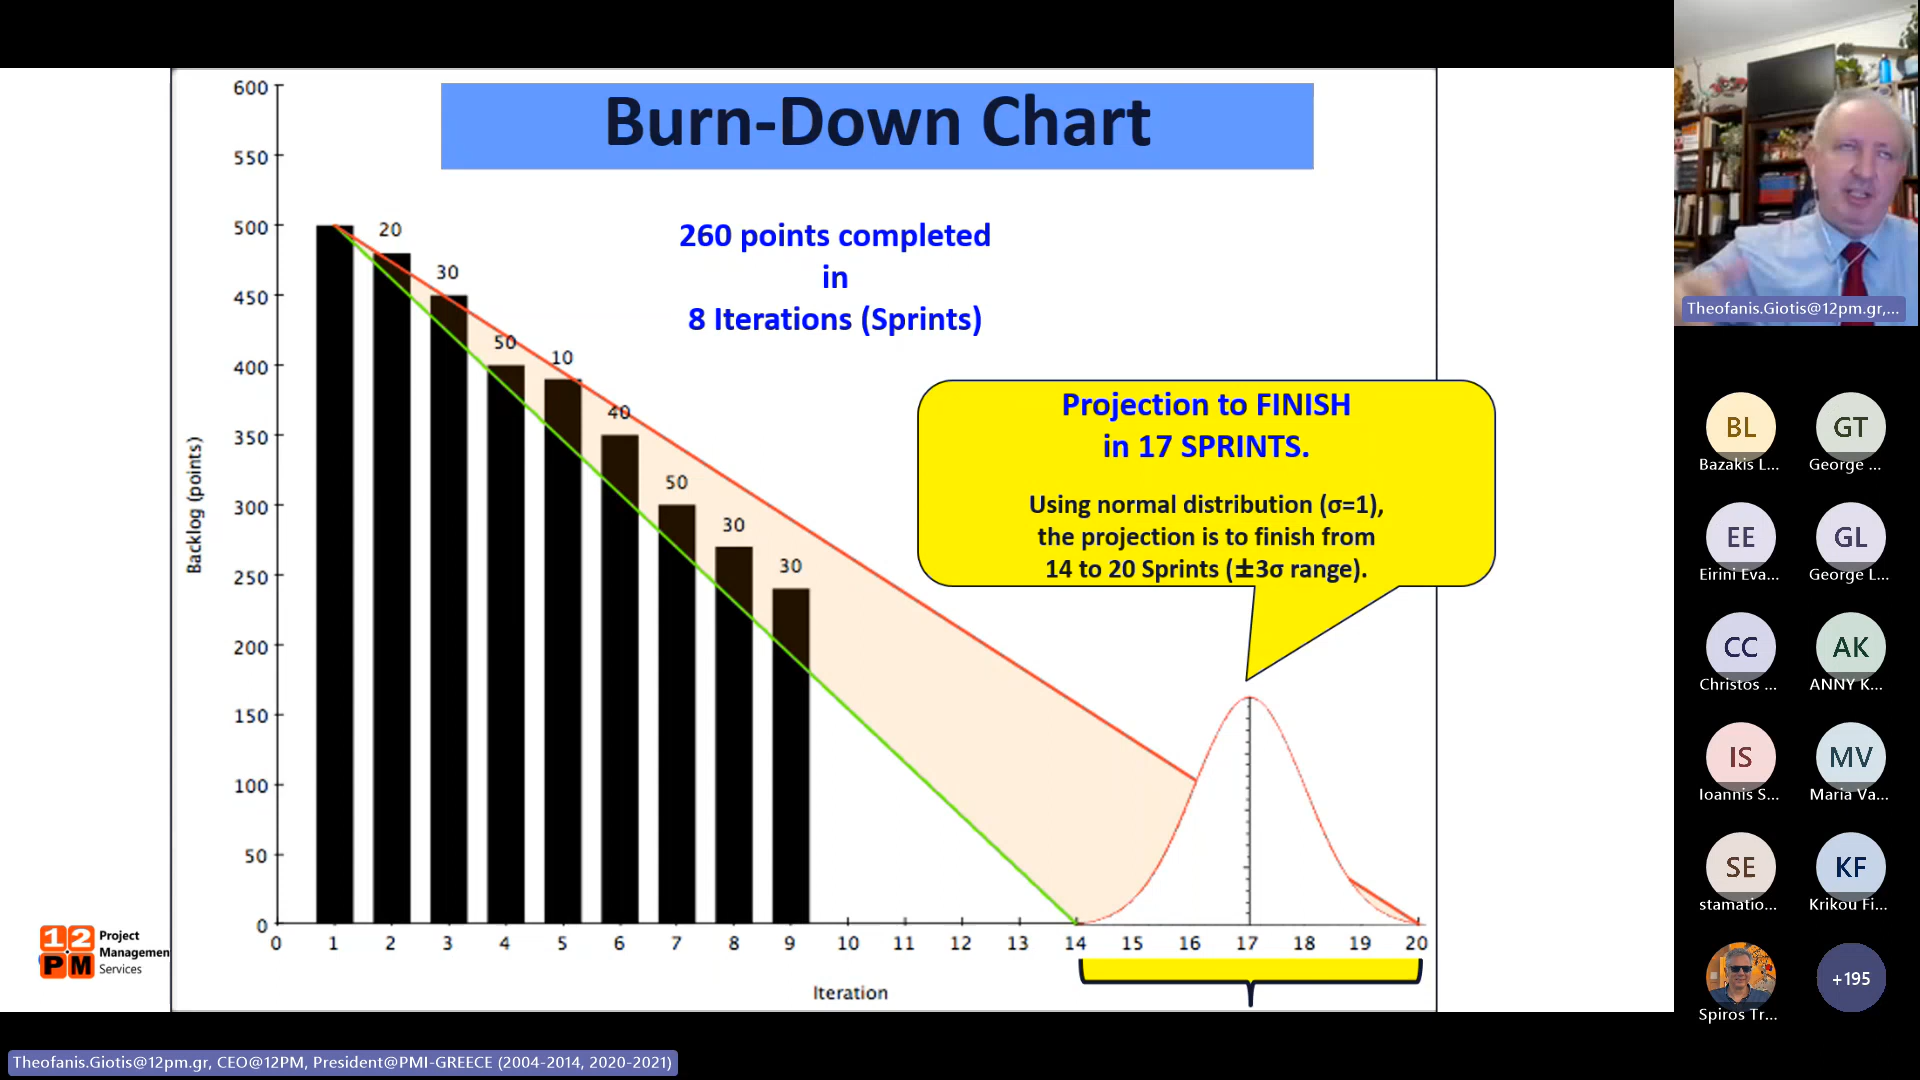 Burn-Down Chart
600
550
500
450
400
350
300
250
200
150
100
50
0
Backlog (points)
20
30
50
10
40
50
30
30
260 points completed
in
8 Iterations (Sprints)
Projection to FINISH
in 17 SPRINTS.
Using normal distribution (σ=1),
the projection is to finish from
14 to 20 Sprints (±3σ range).
0 1 2 3 4 5 6 7 8 9 10 11 12 13 14 15 16 17 18 19 20
Iteration
12
PM
Project
Managemen
Services
Theofanis.Giotis@12pm.gr, CEO@12PM, President@PMI-GREECE (2004-2014, 2020-2021)
Theofanis.Giotis@12pm.gr,...
BL
Bazakis L...
GT
George ...
EE
Eirini Eva...
GL
George L...
CC
Christos ...
AK
ANNY K...
IS
Ioannis S...
MV
Maria Va...
SE
stamatio...
KF
Krikou Fi...
Spiros Tr...
+195